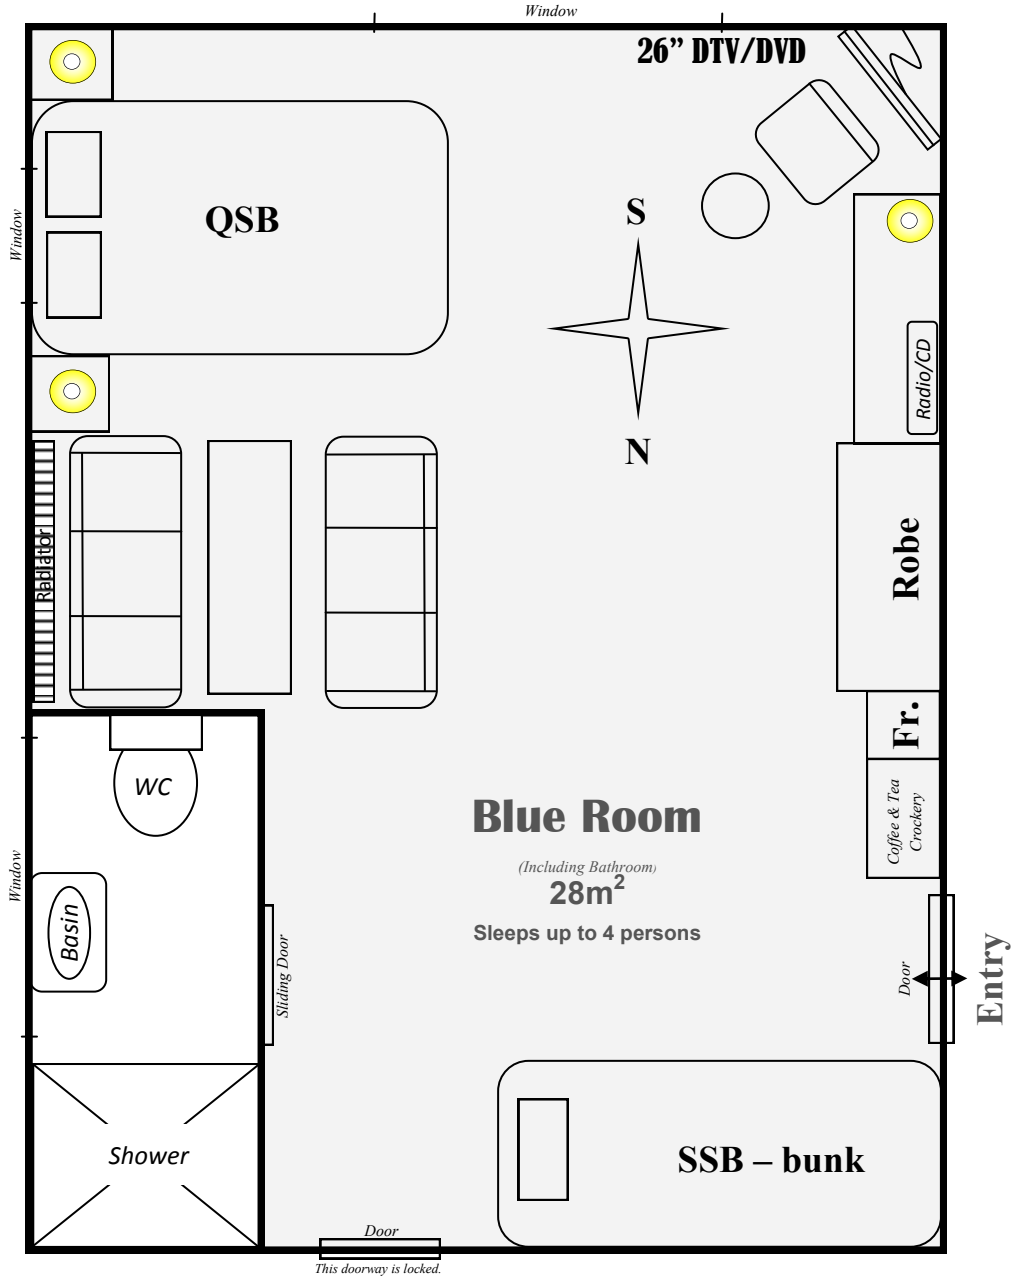 Window
26” DTV/DVD
Window
QSB
S
Radio/CD
N
Radiator
Robe
Fr.
WC
Coffee & Tea
Crockery
Blue Room
(Including Bathroom)
28m²
Sleeps up to 4 persons
Window
Basin
Sliding Door
Door
Entry
Shower
SSB – bunk
Door
This doorway is locked.